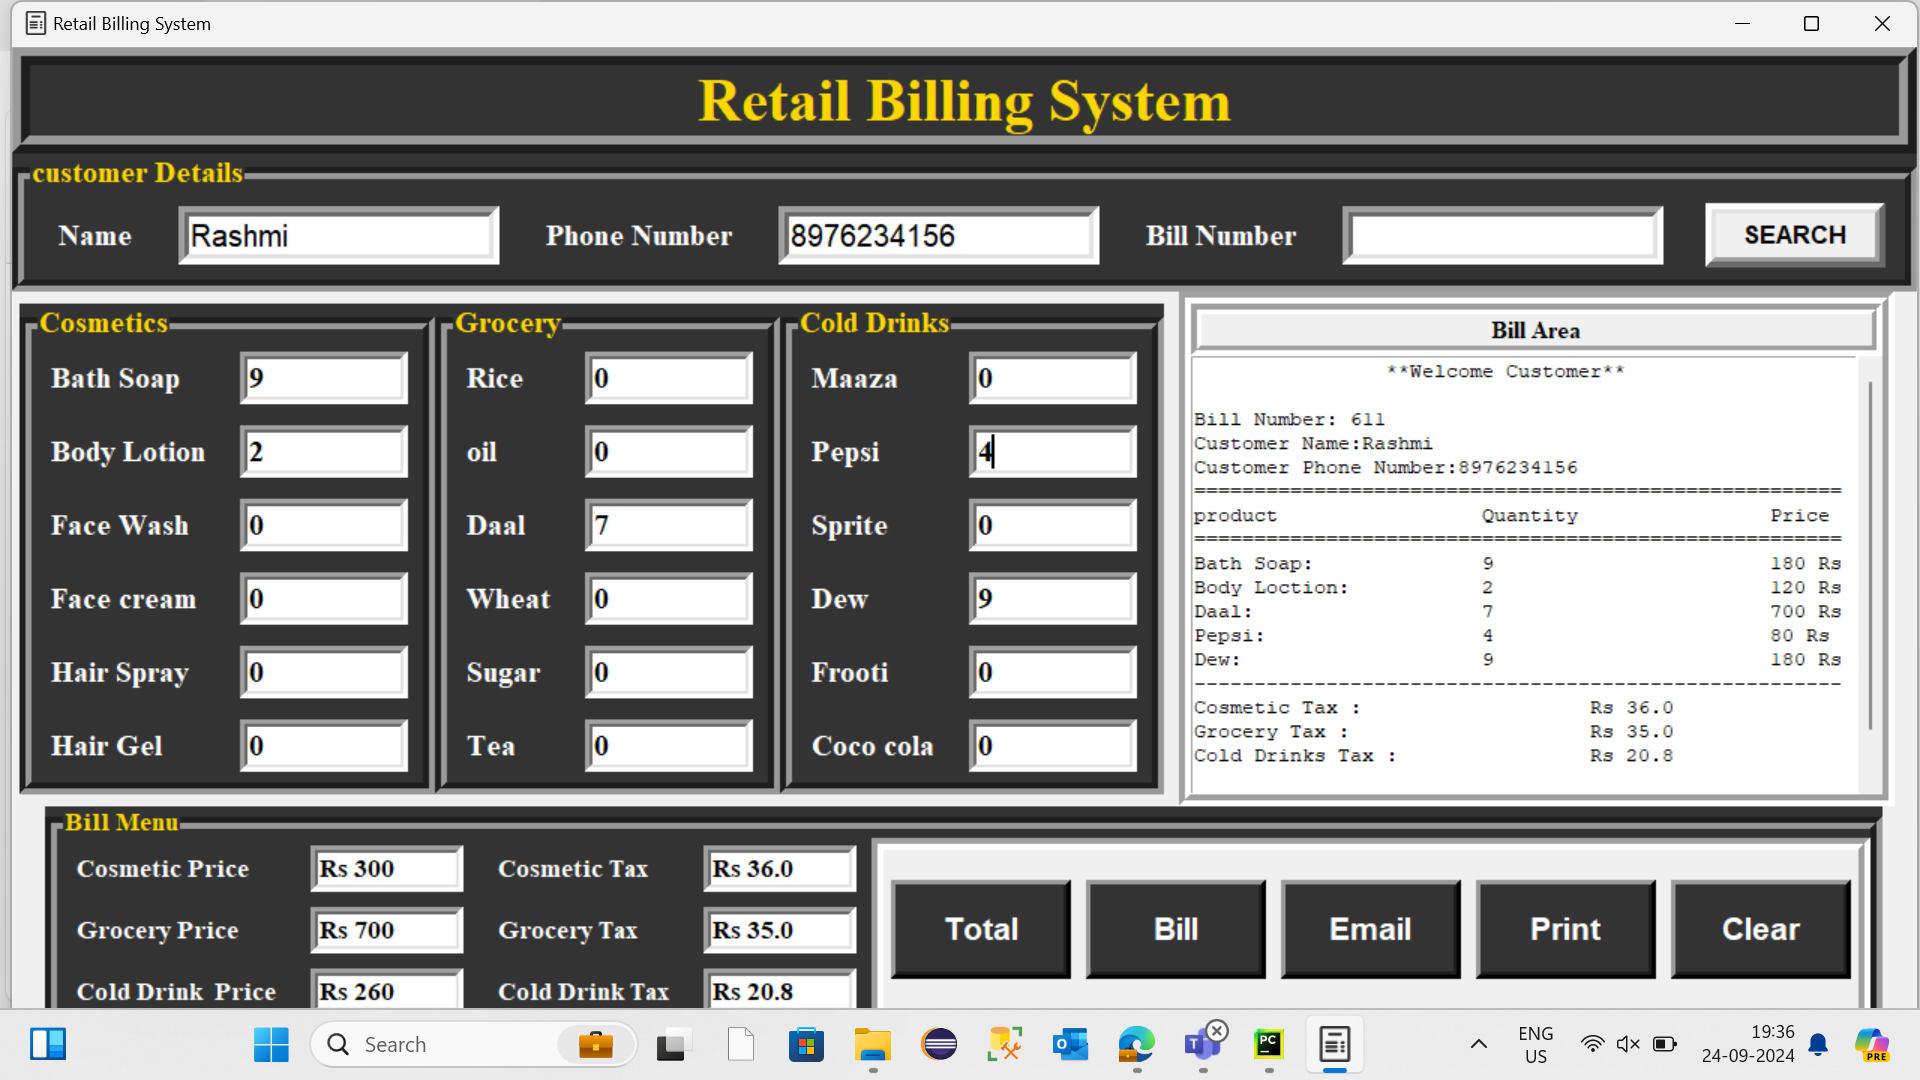 Retail Billing System
Retail Billing System
customer Details
Name Rashmi Phone Number 8976234156 Bill Number SEARCH
Cosmetics
Bath Soap 9
Body Lotion 2
Face Wash 0
Face cream 0
Hair Spray 0
Hair Gel 0
Grocery
Rice 0
oil 0
Daal 7
Wheat 0
Sugar 0
Tea 0
Cold Drinks
Maaza 0
Pepsi 4
Sprite 0
Dew 9
Frooti 0
Coco cola 0
Bill Area
**Welcome Customer**
Bill Number: 611
Customer Name:Rashmi
Customer Phone Number:8976234156
======================================================
product Quantity Price
======================================================
Bath Soap: 9 180 Rs
Body Loction: 2 120 Rs
Daal: 7 700 Rs
Pepsi: 4 80 Rs
Dew: 9 180 Rs
------------------------------------------------------
Cosmetic Tax : Rs 36.0
Grocery Tax : Rs 35.0
Cold Drinks Tax : Rs 20.8
Bill Menu
Cosmetic Price Rs 300 Cosmetic Tax Rs 36.0
Grocery Price Rs 700 Grocery Tax Rs 35.0
Cold Drink Price Rs 260 Cold Drink Tax Rs 20.8
Total Bill Email Print Clear
Search
PC
ENG
US
19:36
24-09-2024
PRE